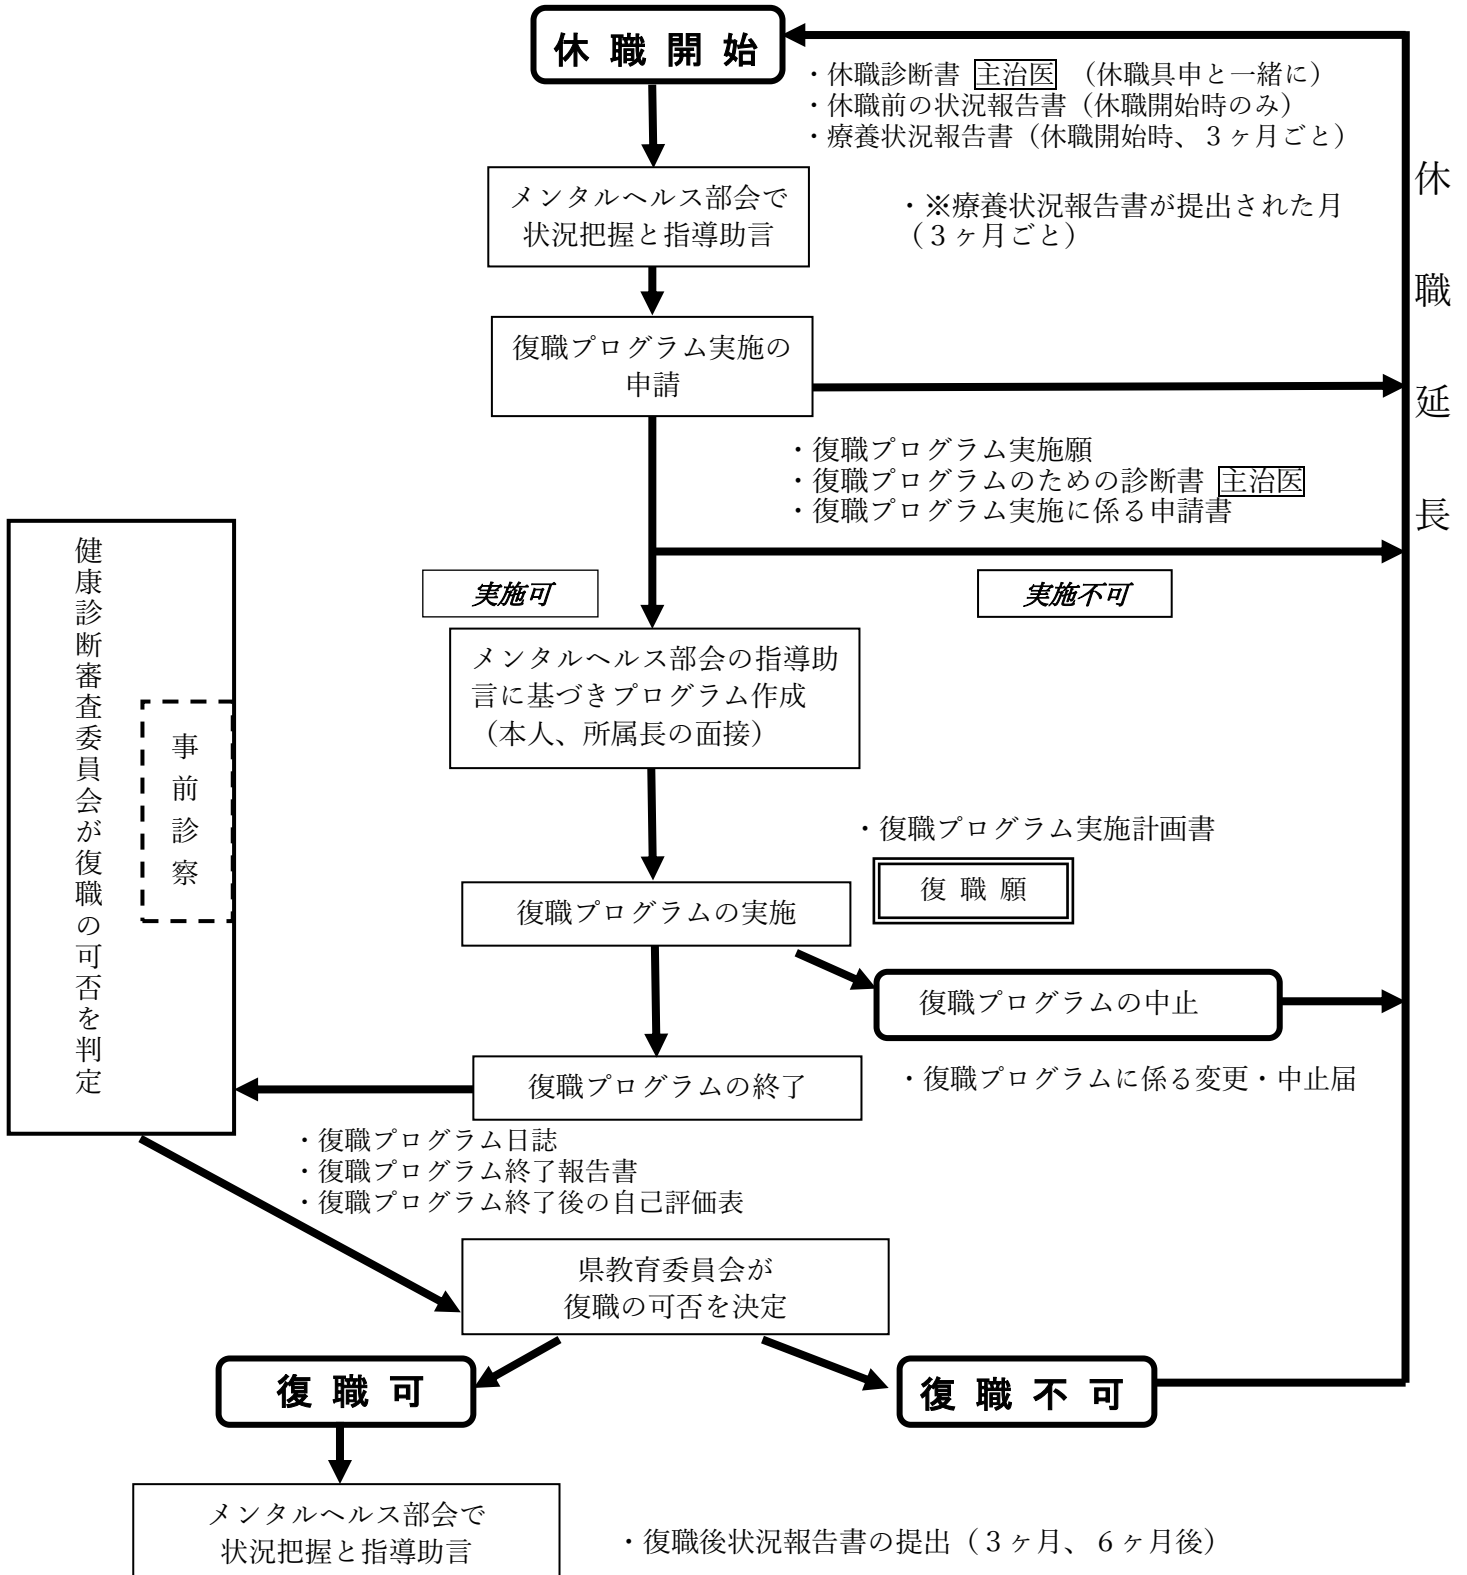 休 職 開 始
・休職診断書 主治医 （休職具申と一緒に）
・休職前の状況報告書（休職開始時のみ）
・療養状況報告書（休職開始時、３ヶ月ごと）
メンタルヘルス部会で
状況把握と指導助言
・※療養状況報告書が提出された月
（３ヶ月ごと）
休職延長
復職プログラム実施の
申請
・復職プログラム実施願
・復職プログラムのための診断書 主治医
・復職プログラム実施に係る申請書
実施可
実施不可
メンタルヘルス部会の指導助
言に基づきプログラム作成
（本人、所属長の面接）
健康診断審査委員会が復職の可否を判定
事前診察
・復職プログラム実施計画書
復 職 願
復職プログラムの実施
復職プログラムの中止
復職プログラムの終了
・復職プログラムに係る変更・中止届
・復職プログラム日誌
・復職プログラム終了報告書
・復職プログラム終了後の自己評価表
県教育委員会が
復職の可否を決定
復 職 可
復 職 不 可
メンタルヘルス部会で
状況把握と指導助言
・復職後状況報告書の提出（３ヶ月、６ヶ月後）